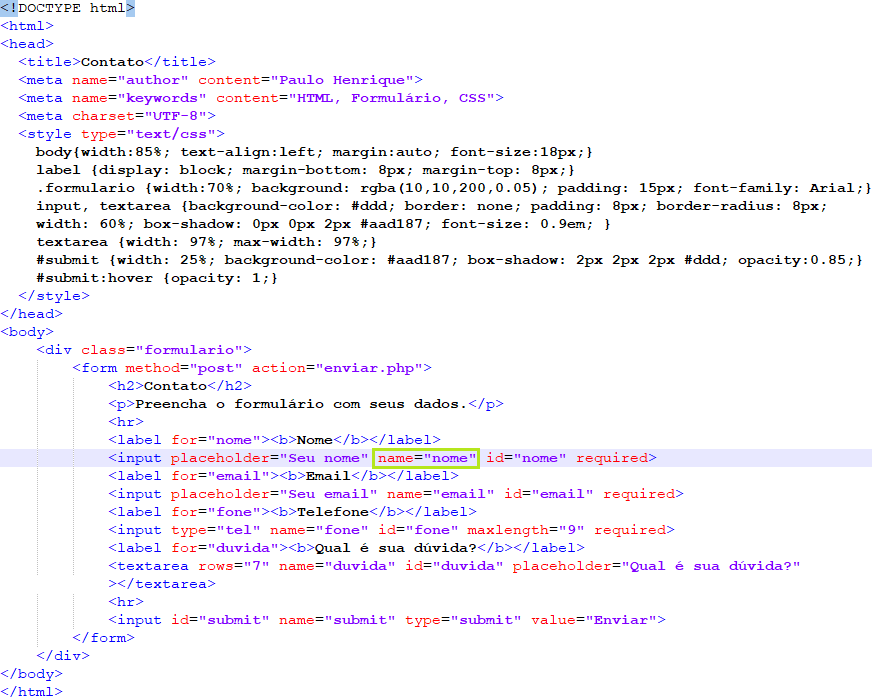 <!DOCTYPE html>
<html>
<head>
<title>Contato</title>
<meta name="author" content="Paulo Henrique">
<meta name="keywords" content="HTML, Formulário, CSS">
<meta charset="UTF-8">
<style type="text/css">
body{width:85%; text-align:left; margin:auto; font-size:18px;}
label {display: block; margin-bottom: 8px; margin-top: 8px;}
.formulario {width:70%; background: rgba(10,10,200,0.05); padding: 15px; font-family: Arial;}
input, textarea {background-color: #ddd; border: none; padding: 8px; border-radius: 8px;
width: 60%; box-shadow: 0px 0px 2px #aad187; font-size: 0.9em; }
textarea {width: 97%; max-width: 97%;}
#submit {width: 25%; background-color: #aad187; box-shadow: 2px 2px 2px #ddd; opacity:0.85;}
#submit:hover {opacity: 1;}
</style>
</head>
<body>
<div class="formulario">
<form method="post" action="enviar.php">
<h2>Contato</h2>
<p>Preencha o formulário com seus dados.</p>
<hr>
<label for="nome"><b>Nome</b></label>
<input placeholder="Seu nome" name="nome" id="nome" required>
<label for="email"><b>Email</b></label>
<input placeholder="Seu email" name="email" id="email" required>
<label for="fone"><b>Telefone</b></label>
<input type="tel" name="fone" id="fone" maxlength="9" required>
<label for="duvida"><b>Qual é sua dúvida?</b></label>
<textarea rows="7" name="duvida" id="duvida" placeholder="Qual é sua dúvida?"
></textarea>
<hr>
<input id="submit" name="submit" type="submit" value="Enviar">
</form>
</div>
</body>
</html>